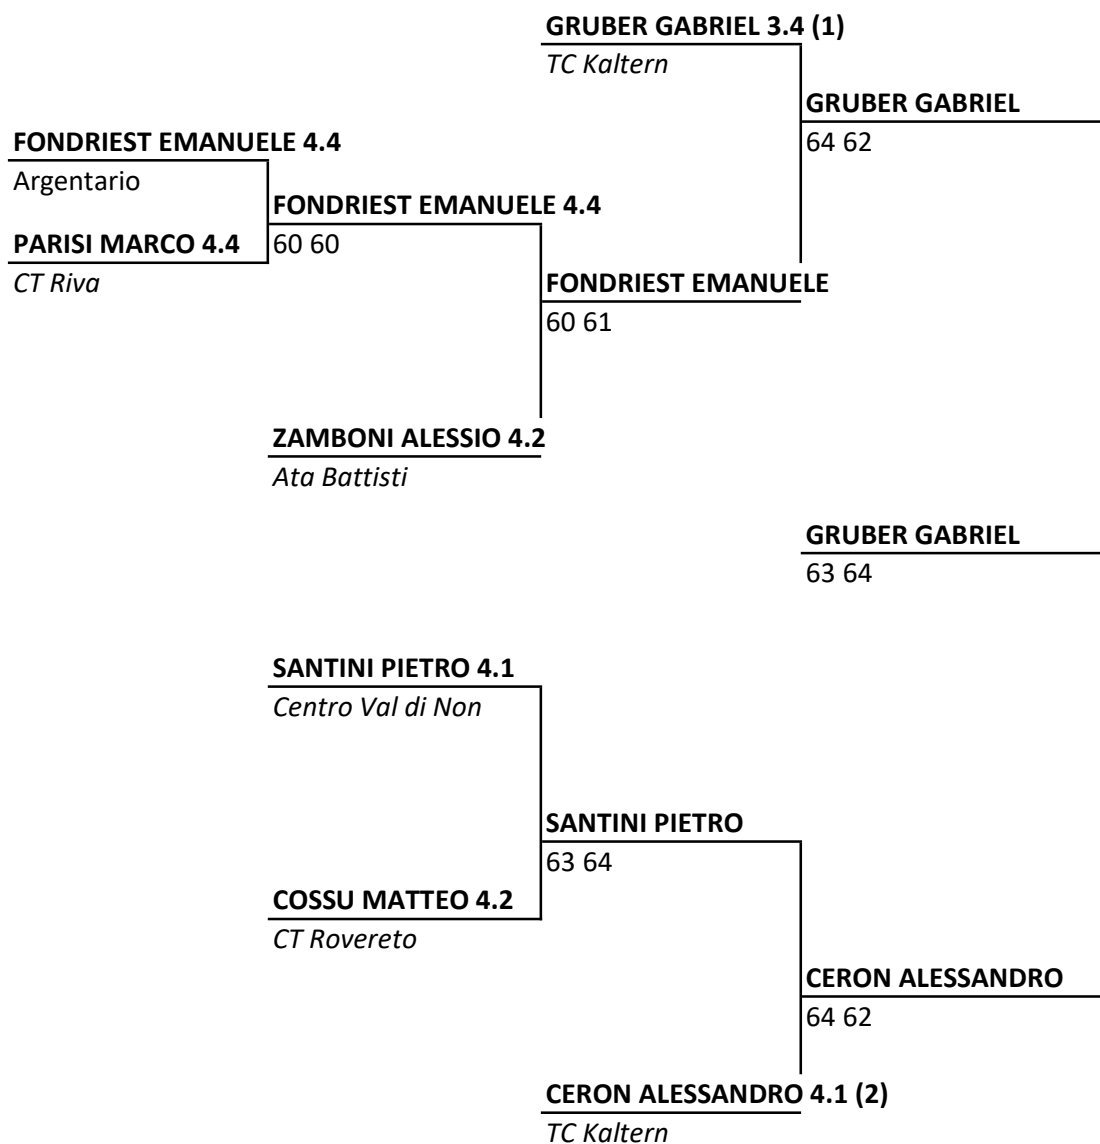 GRUBER GABRIEL 3.4 (1)
TC Kaltern
GRUBER GABRIEL
64 62
FONDRIEST EMANUELE 4.4
Argentario
FONDRIEST EMANUELE 4.4
60 60
PARISI MARCO 4.4
CT Riva
FONDRIEST EMANUELE
60 61
ZAMBONI ALESSIO 4.2
Ata Battisti
GRUBER GABRIEL
63 64
SANTINI PIETRO 4.1
Centro Val di Non
SANTINI PIETRO
63 64
COSSU MATTEO 4.2
CT Rovereto
CERON ALESSANDRO
64 62
CERON ALESSANDRO 4.1 (2)
TC Kaltern